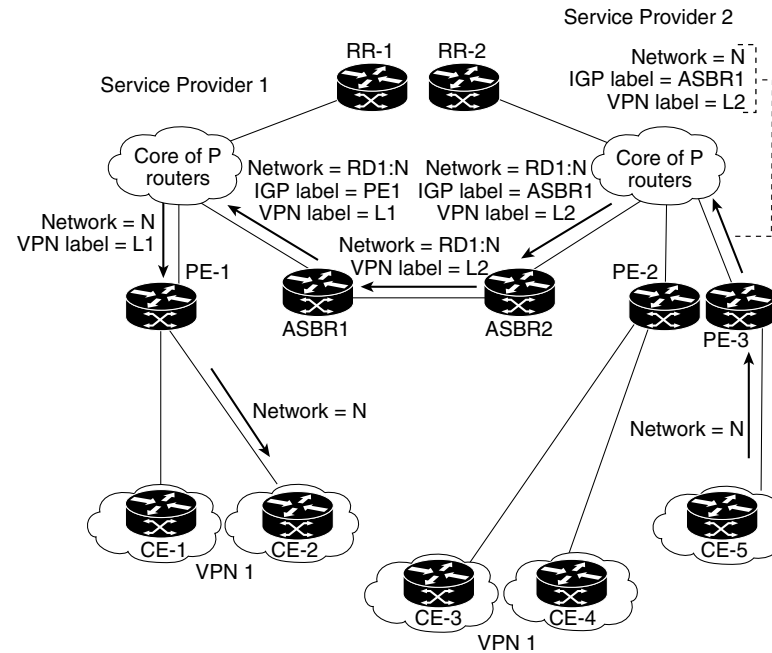 Service Provider 2
RR-1
RR-2
Network = N
IGP label = ASBR1
VPN label = L2
Service Provider 1
Core of P
routers
Network = RD1:N
IGP label = PE1
VPN label = L1
Network = RD1:N
IGP label = ASBR1
VPN label = L2
Core of P
routers
Network = N
VPN label = L1
Network = RD1:N
VPN label = L2
PE-1
PE-2
ASBR1
ASBR2
PE-3
Network = N
Network = N
CE-1
CE-2
CE-5
VPN 1
CE-3
CE-4
VPN 1